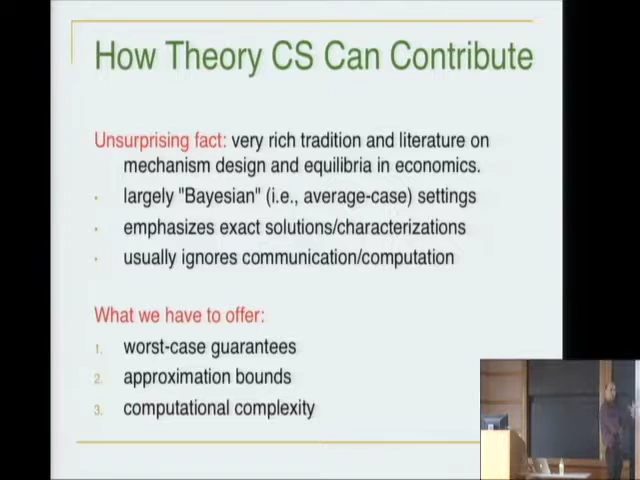 How Theory CS Can Contribute
Unsurprising fact: very rich tradition and literature on
mechanism design and equilibria in economics.
· largely "Bayesian" (i.e., average-case) settings
· emphasizes exact solutions/characterizations
· usually ignores communication/computation
What we have to offer:
1. worst-case guarantees
2. approximation bounds
3. computational complexity